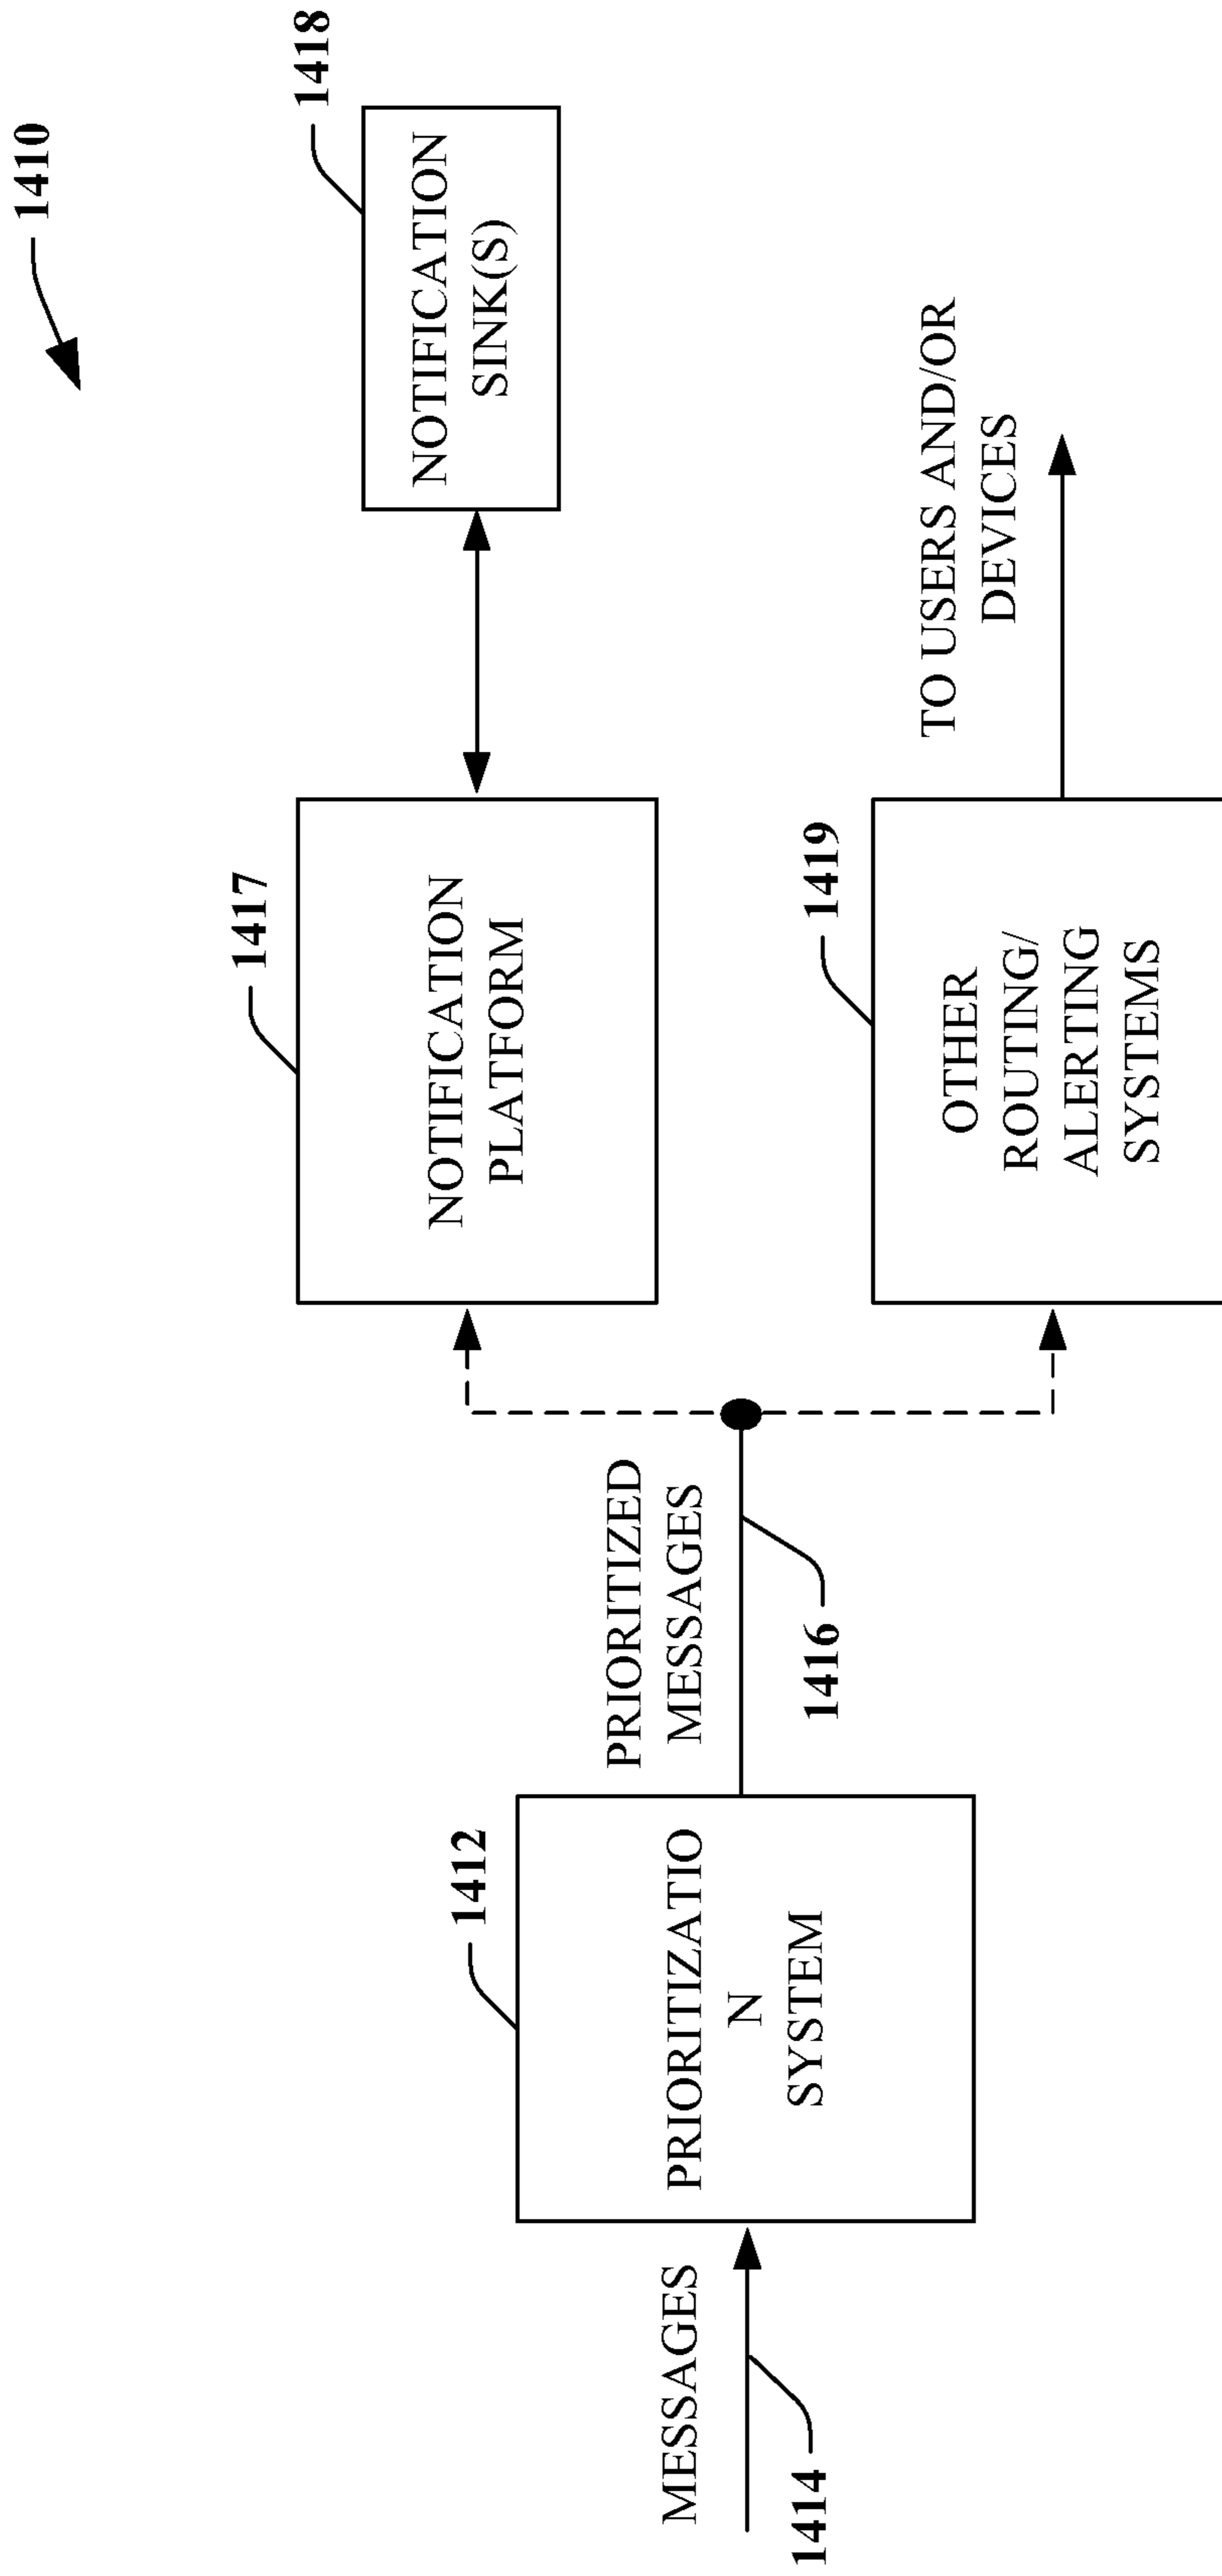 1410
1418
NOTIFICATION
SINK(S)
1417
NOTIFICATION
PLATFORM
TO USERS AND/OR
DEVICES
1419
OTHER
ROUTING/
ALERTING
SYSTEMS
PRIORITIZED
MESSAGES
1416
1412
PRIORITIZATIO
N
SYSTEM
MESSAGES
1414